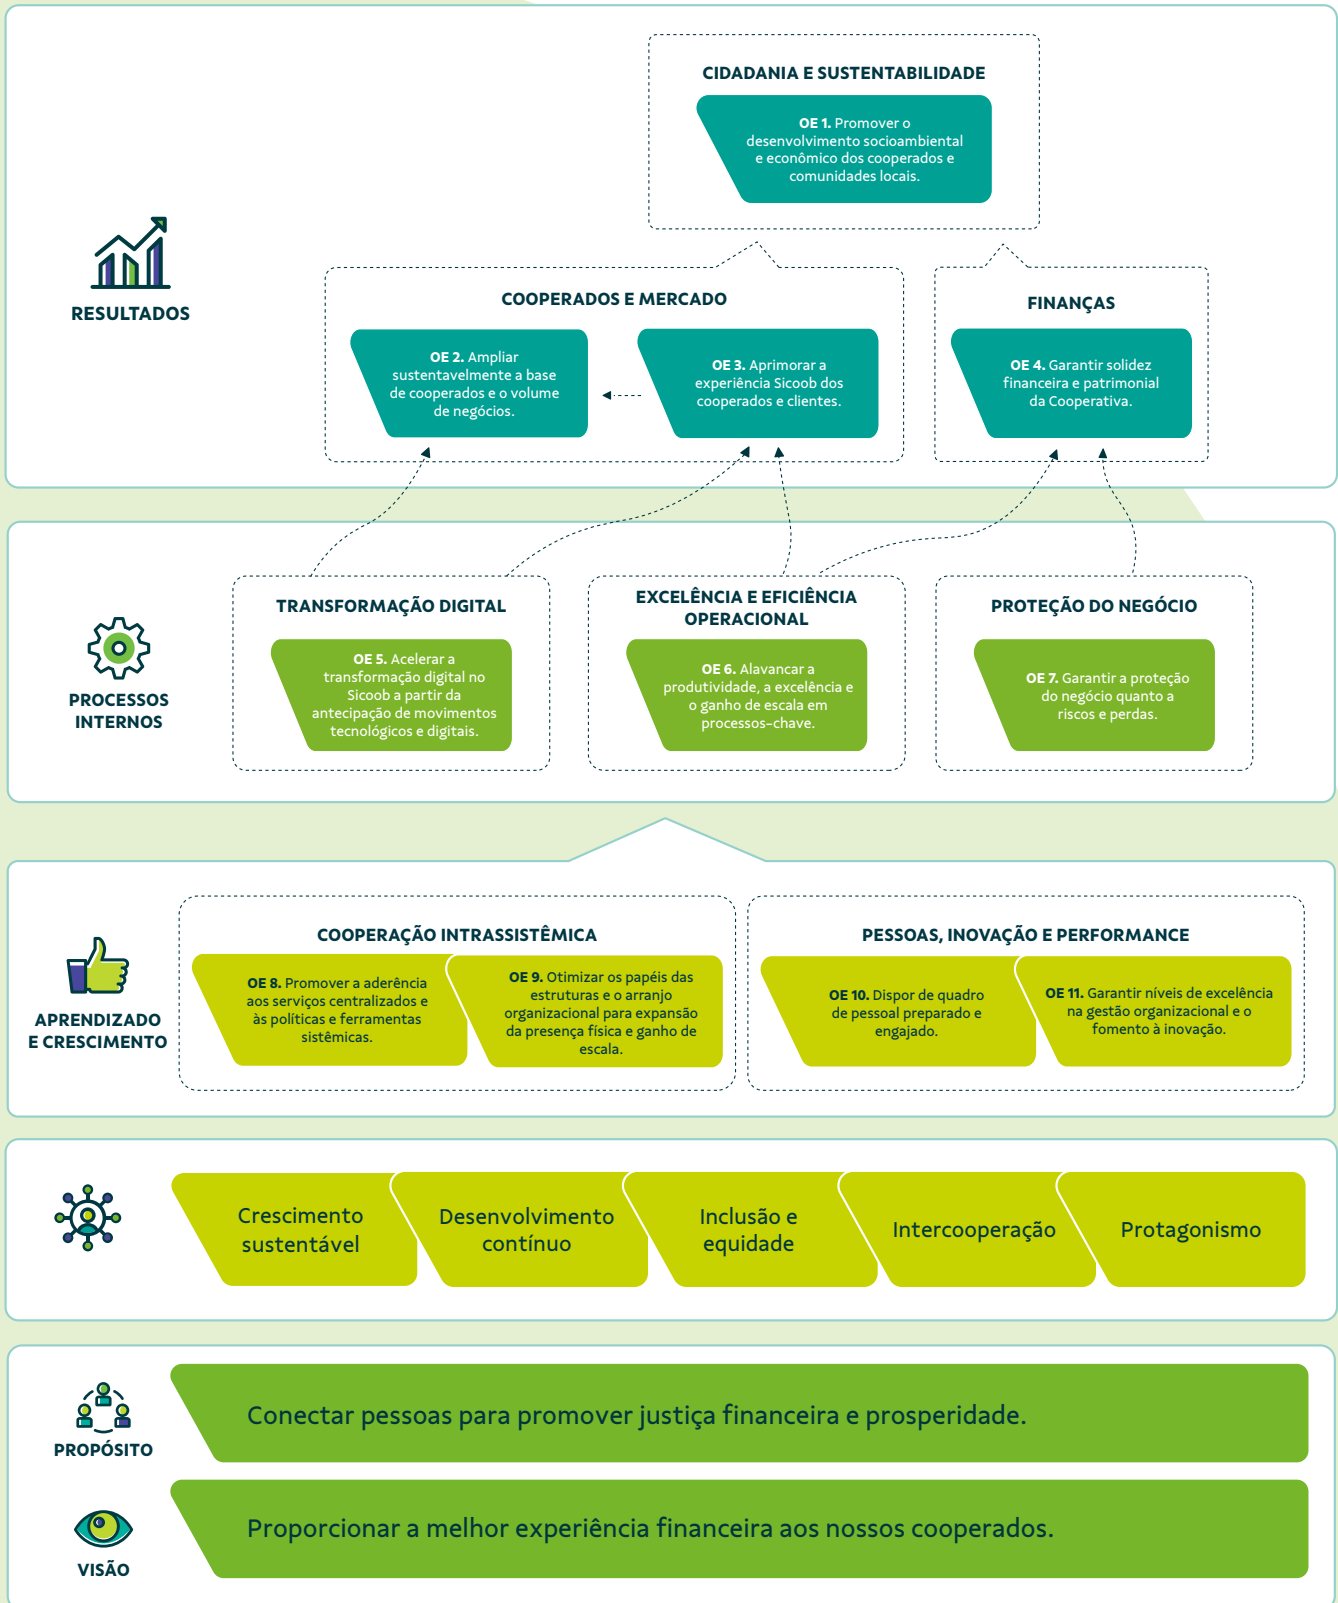 CIDADANIA E SUSTENTABILIDADE
OE 1. Promover o
desenvolvimento socioambiental
e econômico dos cooperados e
comunidades locais.
RESULTADOS
COOPERADOS E MERCADO
OE 2. Ampliar
sustentavelmente a base
de cooperados e o volume
de negócios.
OE 3. Aprimorar a
experiência Sicoob dos
cooperados e clientes.
FINANÇAS
OE 4. Garantir solidez
financeira e patrimonial
da Cooperativa.
PROCESSOS
INTERNOS
TRANSFORMAÇÃO DIGITAL
OE 5. Acelerar a
transformação digital no
Sicoob a partir da
antecipação de movimentos
tecnológicos e digitais.
EXCELÊNCIA E EFICIÊNCIA
OPERACIONAL
OE 6. Alavancar a
produtividade, a excelência e
o ganho de escala em
processos-chave.
PROTEÇÃO DO NEGÓCIO
OE 7. Garantir a proteção
do negócio quanto a
riscos e perdas.
APRENDIZADO
E CRESCIMENTO
COOPERAÇÃO INTRASSISTÊMICA
OE 8. Promover a aderência
aos serviços centralizados e
às políticas e ferramentas
sistêmicas.
OE 9. Otimizar os papéis das
estruturas e o arranjo
organizacional para expansão
da presença física e ganho de
escala.
PESSOAS, INOVAÇÃO E PERFORMANCE
OE 10. Dispor de quadro
de pessoal preparado e
engajado.
OE 11. Garantir níveis de excelência
na gestão organizacional e o
fomento à inovação.
Crescimento
sustentável
Desenvolvimento
contínuo
Inclusão e
equidade
Intercooperação
Protagonismo
PROPÓSITO
Conectar pessoas para promover justiça financeira e prosperidade.
VISÃO
Proporcionar a melhor experiência financeira aos nossos cooperados.